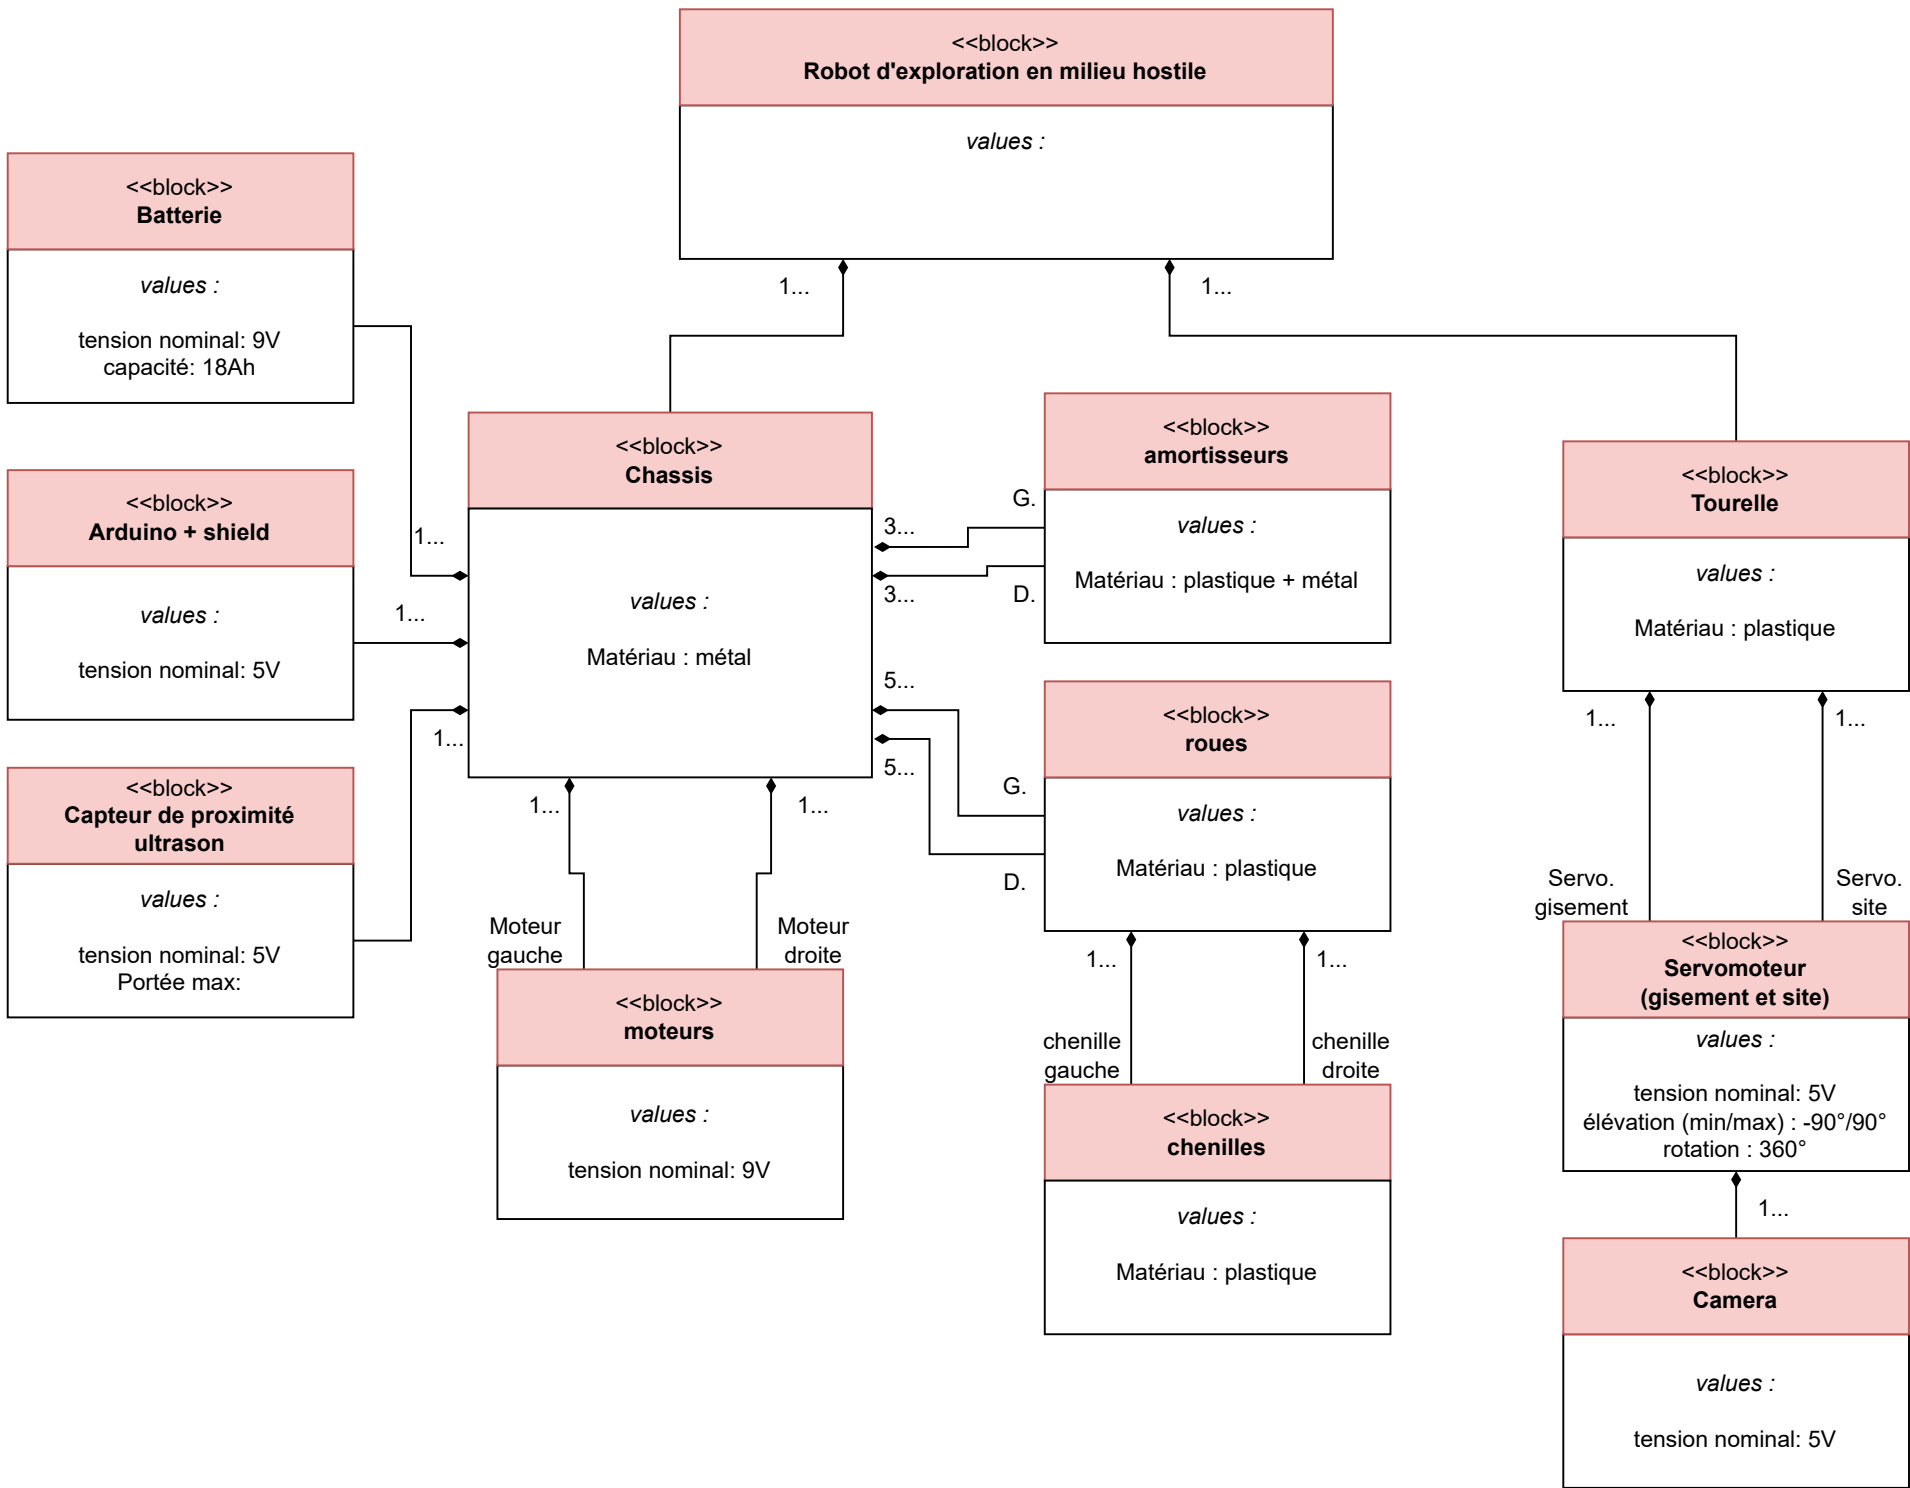 <<block>>
Robot d'exploration en milieu hostile
values :
1...
1...
<<block>>
Batterie
values :
tension nominal: 9V
capacité: 18Ah
1...
<<block>>
Arduino + shield
values :
tension nominal: 5V
1...
<<block>>
Capteur de proximité
ultrason
values :
tension nominal: 5V
Portée max:
1...
<<block>>
Chassis
values :
Matériau : métal
3...
G.
3...
D.
5...
5...
G.
D.
1...
1...
<<block>>
amortisseurs
values :
Matériau : plastique + métal
<<block>>
roues
values :
Matériau : plastique
1...
1...
Moteur
gauche
Moteur
droite
<<block>>
moteurs
values :
tension nominal: 9V
chenille
gauche
chenille
droite
<<block>>
chenilles
values :
Matériau : plastique
<<block>>
Tourelle
values :
Matériau : plastique
1...
1...
Servo.
gisement
Servo.
site
<<block>>
Servomoteur
(gisement et site)
values :
tension nominal: 5V
élévation (min/max) : -90°/90°
rotation : 360°
1...
<<block>>
Camera
values :
tension nominal: 5V